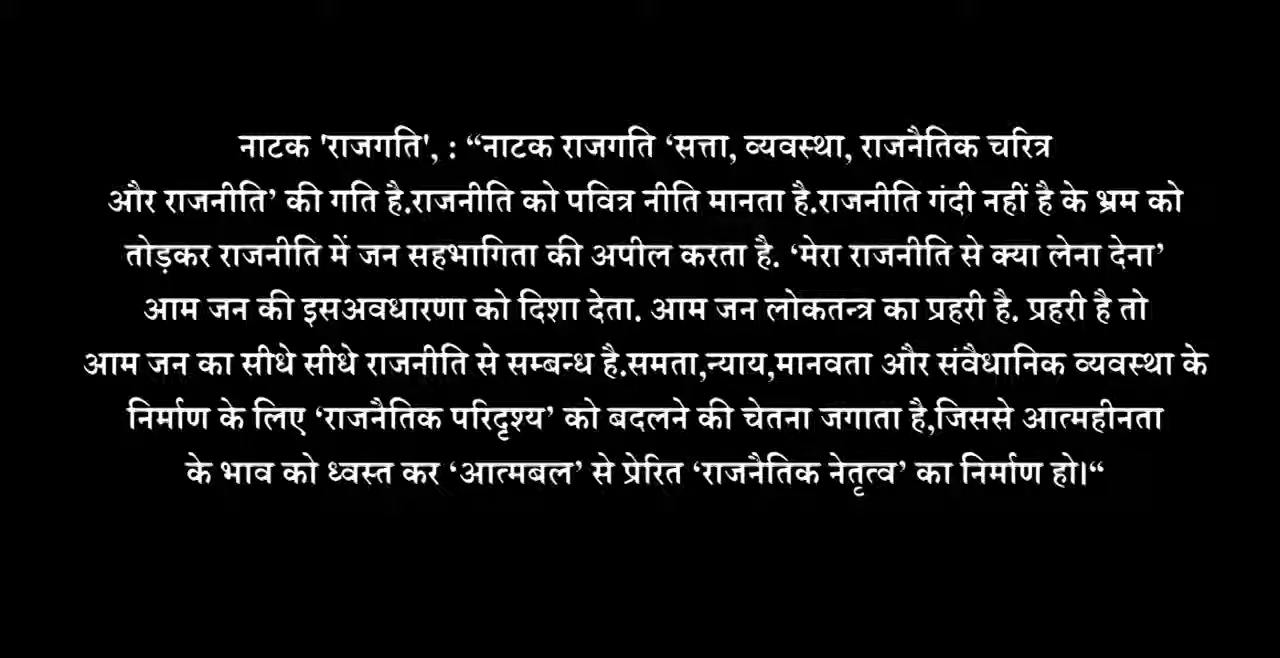 नाटक 'राजगति', : “नाटक राजगति ‘सत्ता, व्यवस्था, राजनैतिक चरित्र
और राजनीति’ की गति है.राजनीति को पवित्र नीति मानता है.राजनीति गंदी नहीं है के भ्रम को
तोड़कर राजनीति में जन सहभागिता की अपील करता है. ‘मेरा राजनीति से क्या लेना देना’
आम जन की इसअवधारणा को दिशा देता. आम जन लोकतन्त्र का प्रहरी है. प्रहरी है तो
आम जन का सीधे सीधे राजनीति से सम्बन्ध है.समता,न्याय,मानवता और संवैधानिक व्यवस्था के
निर्माण के लिए ‘राजनैतिक परिदृश्य’ को बदलने की चेतना जगाता है,जिससे आत्महीनता
के भाव को ध्वस्त कर ‘आत्मबल’ से प्रेरित ‘राजनैतिक नेतृत्व’ का निर्माण हो।“